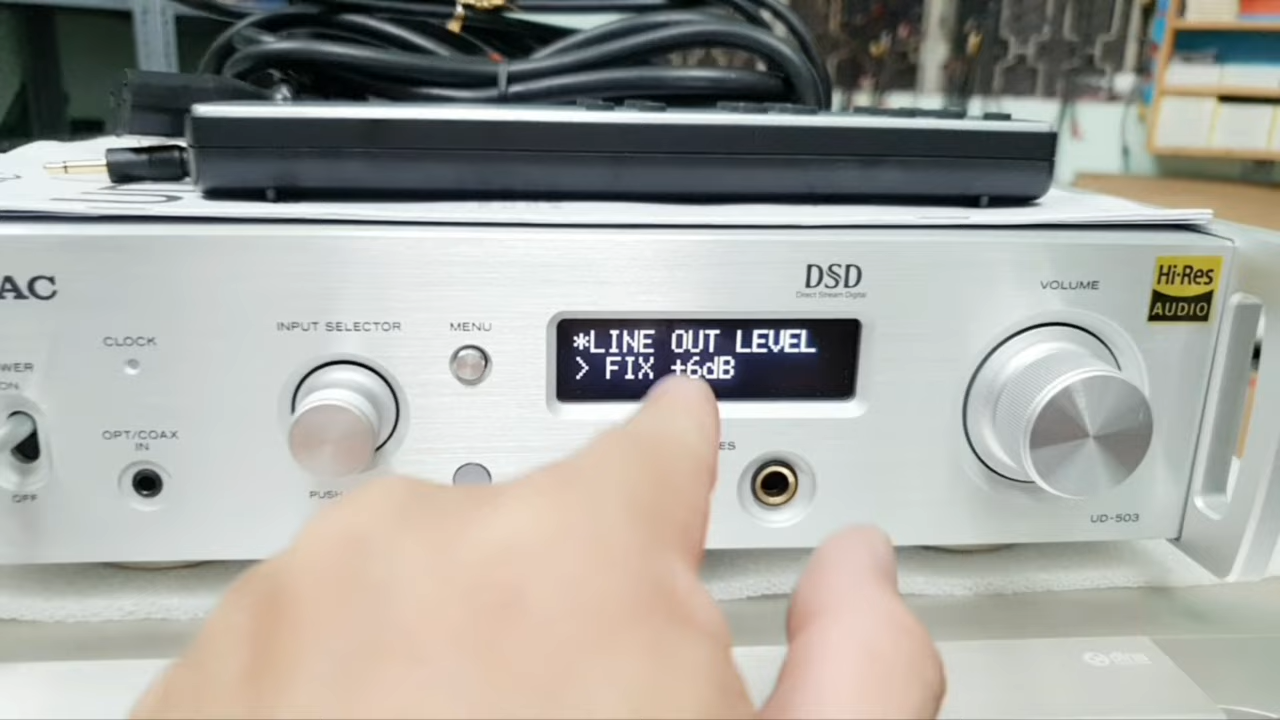 AC
CLOCK
WER
ON
OPT/COAX
IN
OFF
INPUT SELECTOR
PUSH
MENU
DSD
Direct Stream Digital
*LINE OUT LEVEL
> FIX +6dB
ES
VOLUME
Hi-Res
AUDIO
UD-503